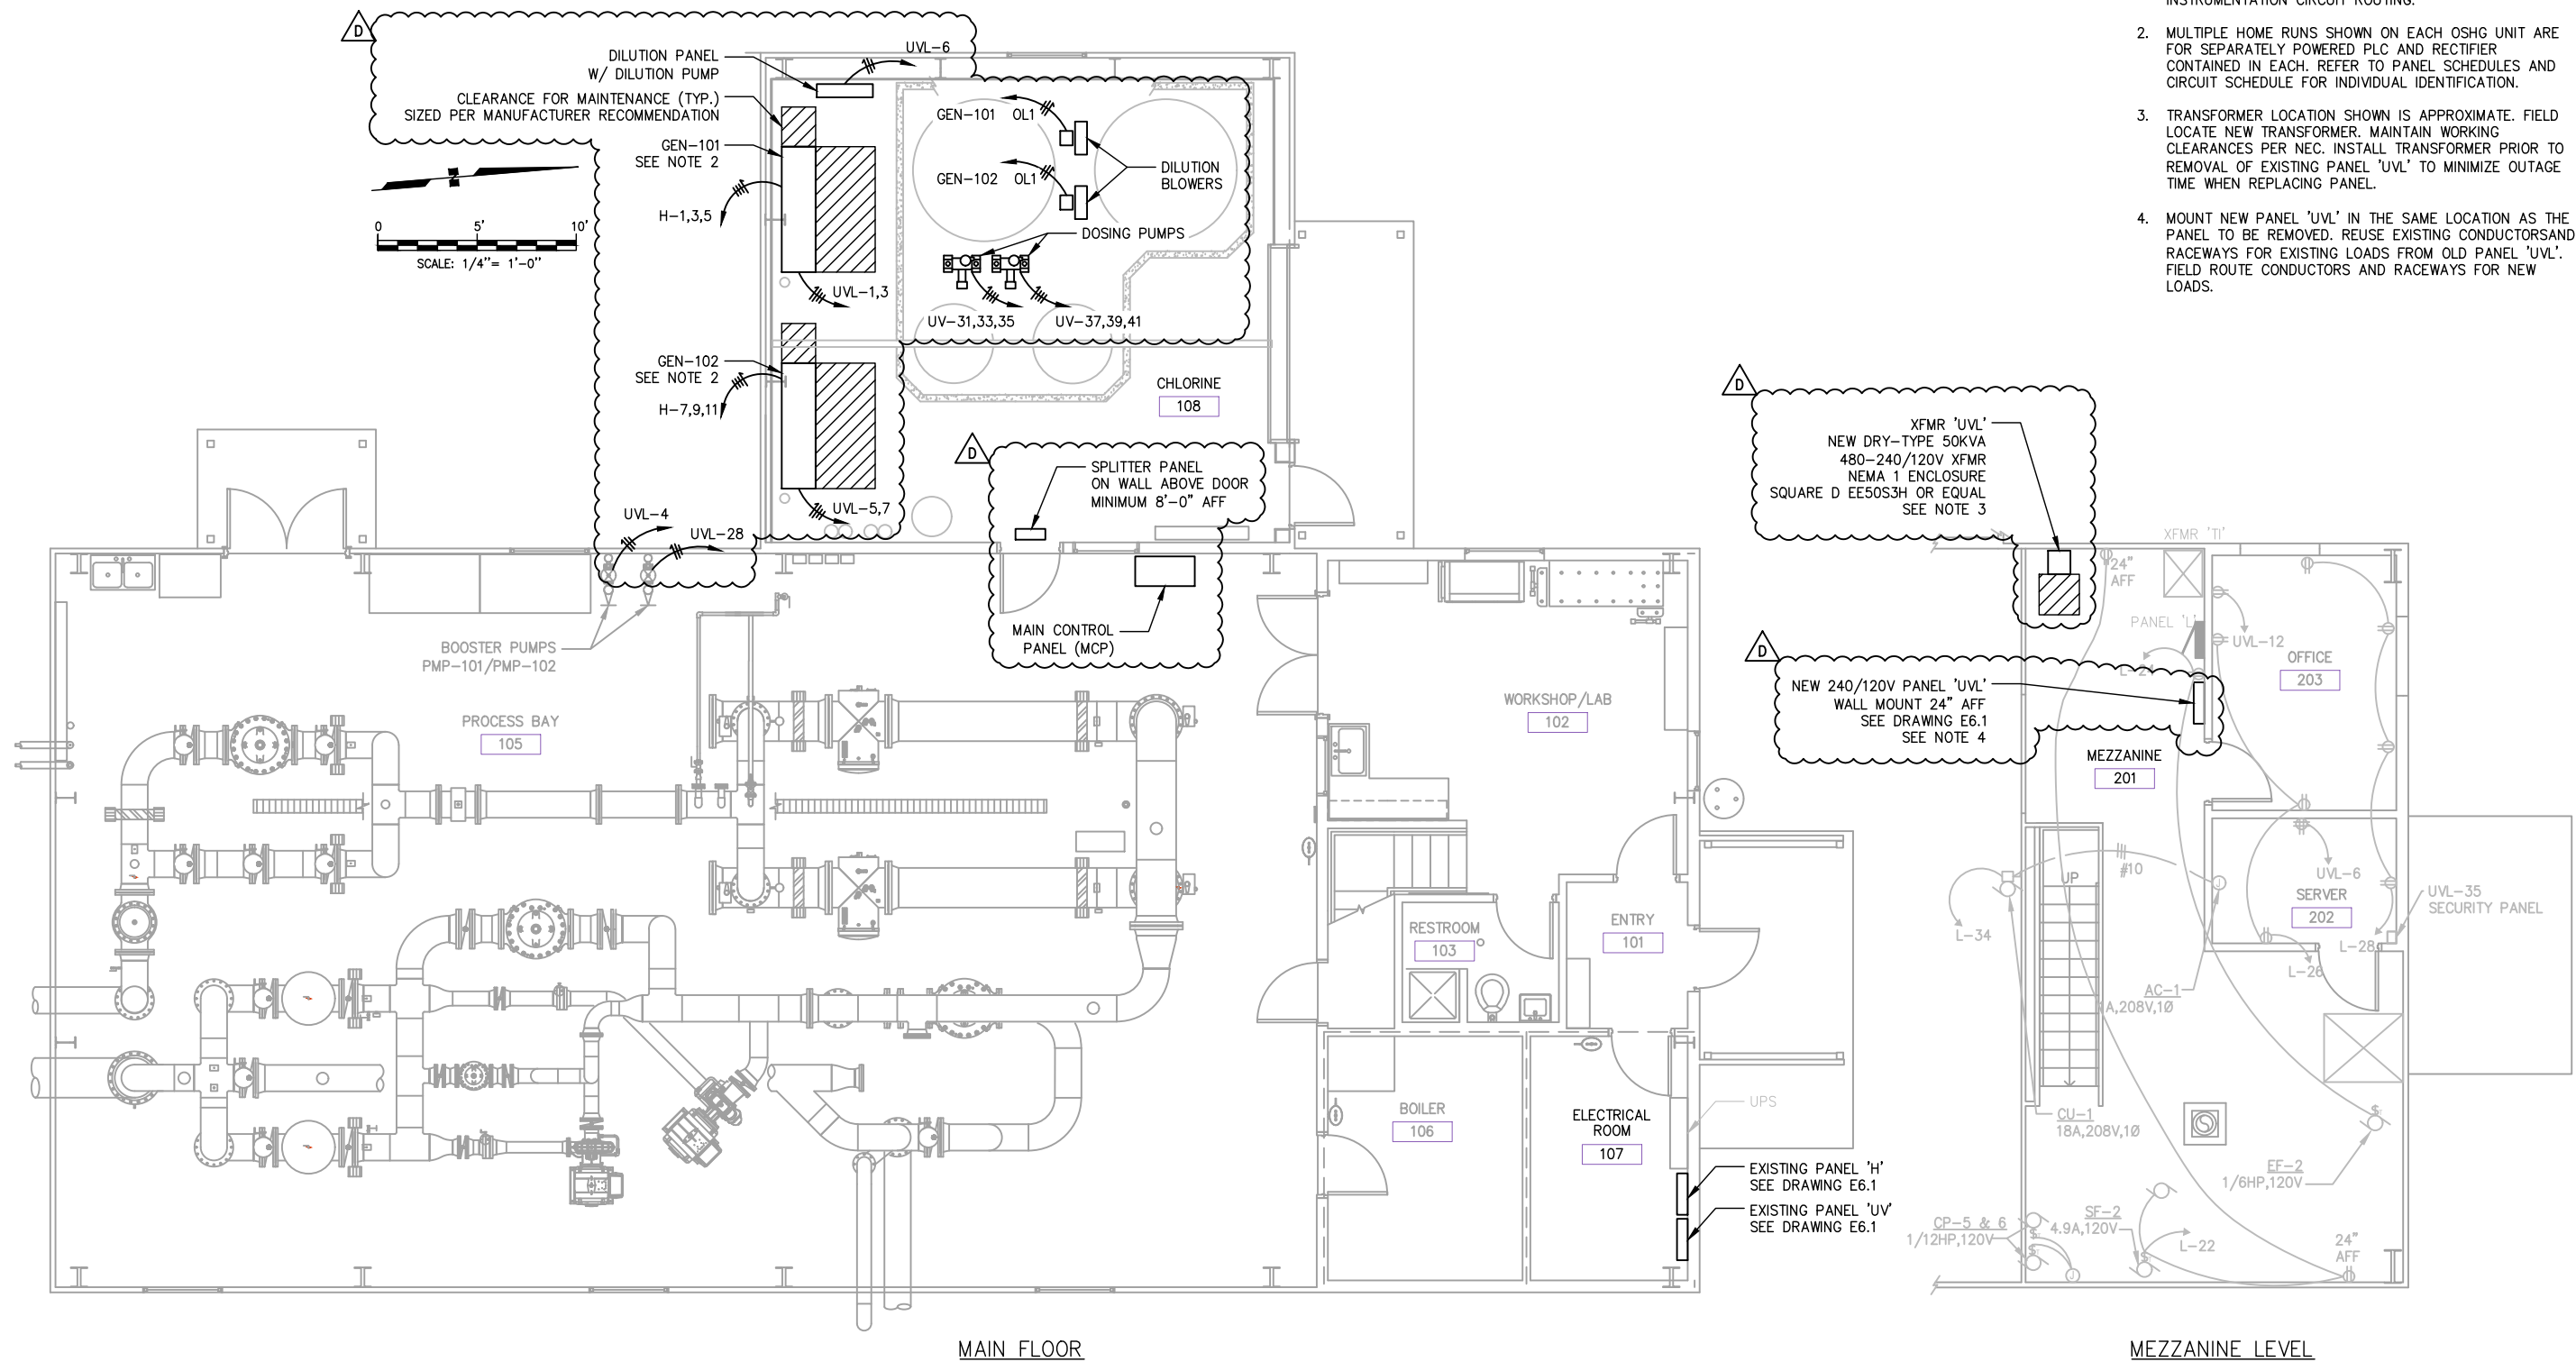 INSTRUMENTATION CIRCUIT ROUTING.
2. MULTIPLE HOME RUNS SHOWN ON EACH OSHG UNIT ARE
FOR SEPARATELY POWERED PLC AND RECTIFIER
CONTAINED IN EACH. REFER TO PANEL SCHEDULES AND
CIRCUIT SCHEDULE FOR INDIVIDUAL IDENTIFICATION.
3. TRANSFORMER LOCATION SHOWN IS APPROXIMATE. FIELD
LOCATE NEW TRANSFORMER. MAINTAIN WORKING
CLEARANCES PER NEC. INSTALL TRANSFORMER PRIOR TO
REMOVAL OF EXISTING PANEL 'UVL' TO MINIMIZE OUTAGE
TIME WHEN REPLACING PANEL.
4. MOUNT NEW PANEL 'UVL' IN THE SAME LOCATION AS THE
PANEL TO BE REMOVED. REUSE EXISTING CONDUCTORSAND
RACEWAYS FOR EXISTING LOADS FROM OLD PANEL 'UVL'.
FIELD ROUTE CONDUCTORS AND RACEWAYS FOR NEW
LOADS.
D
UVL-6
DILUTION PANEL
W/ DILUTION PUMP
CLEARANCE FOR MAINTENANCE (TYP.)
SIZED PER MANUFACTURER RECOMMENDATION
GEN-101
SEE NOTE 2
H-1,3,5
UVL-1,3
GEN-101 OL1
GEN-102 OL1
DILUTION
BLOWERS
DOSING PUMPS
UV-31,33,35
UV-37,39,41
N
0 5' 10'
SCALE: 1/4"= 1'-0"
GEN-102
SEE NOTE 2
H-7,9,11
UVL-5,7
CHLORINE
108
UVL-4
UVL-28
D
SPLITTER PANEL
ON WALL ABOVE DOOR
MINIMUM 8'-0" AFF
MAIN CONTROL
PANEL (MCP)
BOOSTER PUMPS
PMP-101/PMP-102
PROCESS BAY
105
WORKSHOP/LAB
102
RESTROOM
103
ENTRY
101
BOILER
106
ELECTRICAL
ROOM
107
UPS
EXISTING PANEL 'H'
SEE DRAWING E6.1
EXISTING PANEL 'UV'
SEE DRAWING E6.1
MAIN FLOOR
D
XFMR 'UVL'
NEW DRY-TYPE 50KVA
480-240/120V XFMR
NEMA 1 ENCLOSURE
SQUARE D EE50S3H OR EQUAL
SEE NOTE 3
XFMR 'TI'
24"
AFF
PANEL 'L'
UVL-12
L-24
OFFICE
203
D
NEW 240/120V PANEL 'UVL'
WALL MOUNT 24" AFF
SEE DRAWING E6.1
SEE NOTE 4
MEZZANINE
201
#10
UP
UVL-6
SERVER
202
UVL-35
SECURITY PANEL
L-34
L-28
L-26
AC-1
A,208V,1Ø
CU-1
18A,208V,1Ø
EF-2
1/6HP,120V
CP-5 & 6
1/12HP,120V
SF-2
4.9A,120V
L-22
24"
AFF
J
J
$
$
$
$
MEZZANINE LEVEL